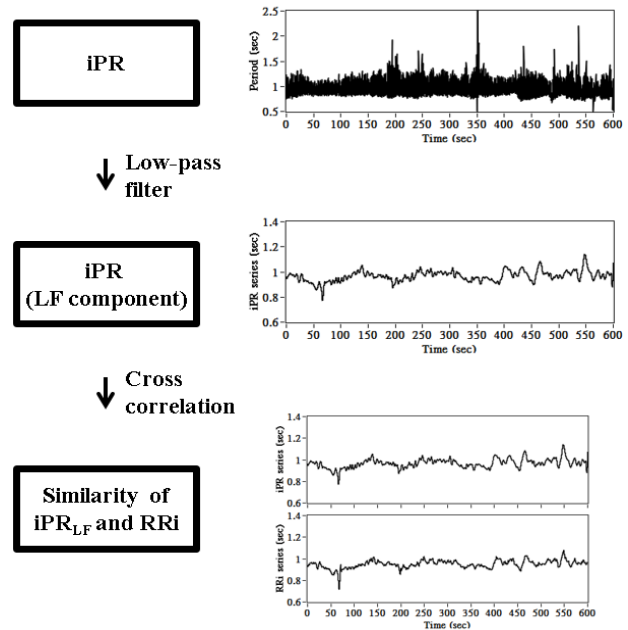 iPR
Period (sec)
2.5
2.0
1.5
1.0
0.5
0 50 100 150 200 250 300 350 400 450 500 550 600
Time (sec)
Low-pass
filter
iPR
(LF component)
iPR series (sec)
1.4
1.2
1
0.8
0.6
0 50 100 150 200 250 300 350 400 450 500 550 600
Time (sec)
Cross
correlation
Similarity of
iPRLF and RRi
iPR series (sec)
1.4
1.2
1
0.8
0.6
RRi series (sec)
1.4
1.2
1
0.8
0.6
0 50 100 150 200 250 300 350 400 450 500 550 600
Time (sec)